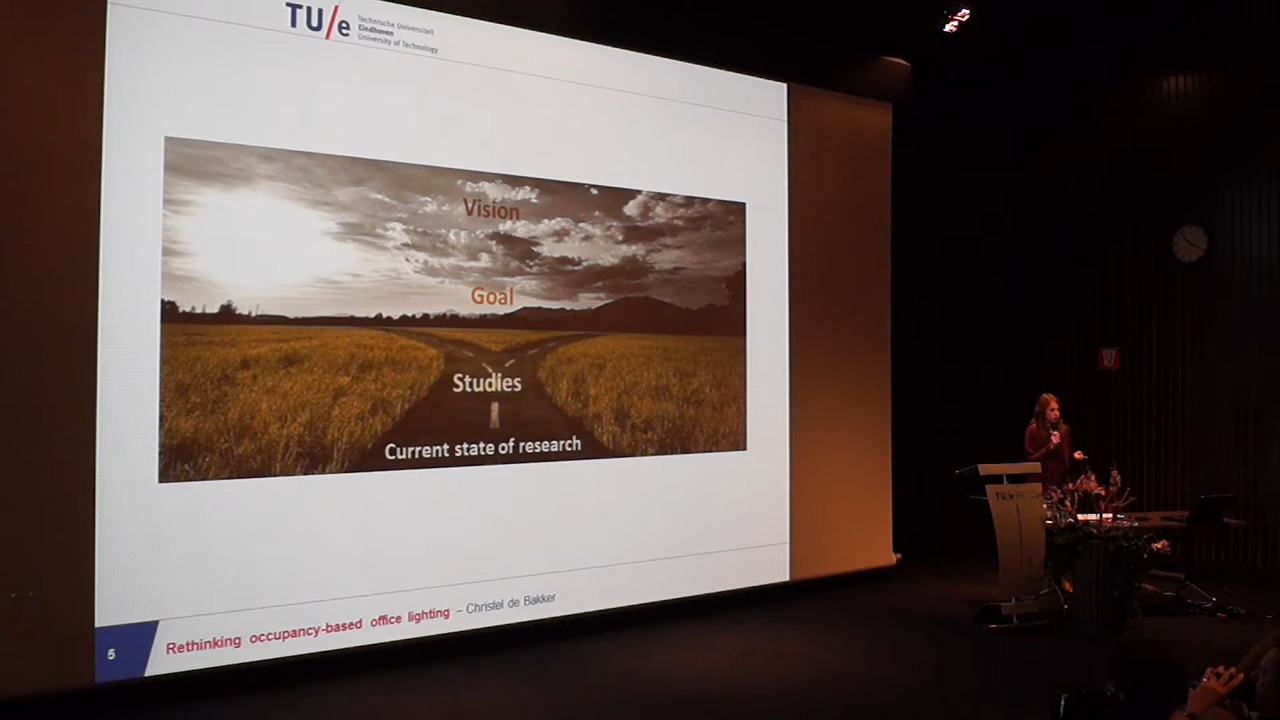 TU/e
Technische Universiteit
Eindhoven
University of Technology
Vision
Goal
Studies
Current state of research
5
Rethinking occupancy-based office lighting – Christel de Bakker
TU/e